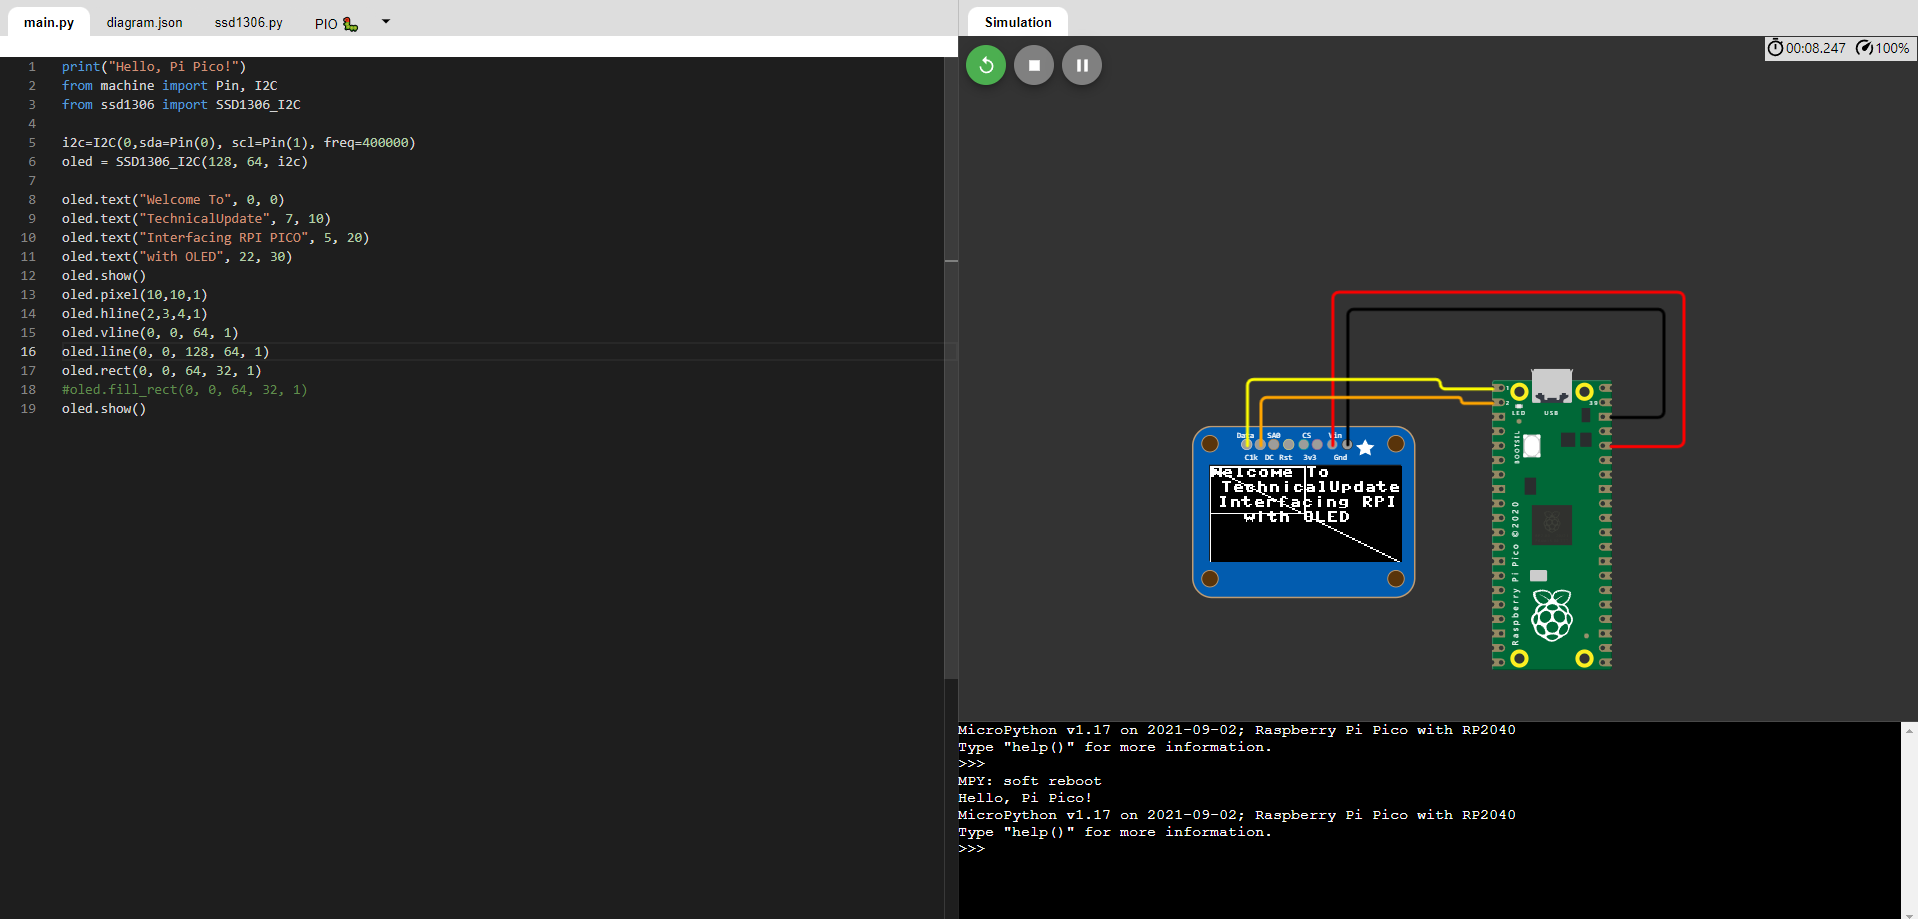 main.py diagram.json ssd1306.py PIO
1 print("Hello, Pi Pico!")
2 from machine import Pin, I2C
3 from ssd1306 import SSD1306_I2C
4
5 i2c=I2C(0,sda=Pin(0), scl=Pin(1), freq=400000)
6 oled = SSD1306_I2C(128, 64, i2c)
7
8 oled.text("Welcome To", 0, 0)
9 oled.text("TechnicalUpdate", 7, 10)
10 oled.text("Interfacing RPI PICO", 5, 20)
11 oled.text("with OLED", 22, 30)
12 oled.show()
13 oled.pixel(10,10,1)
14 oled.hline(2,3,4,1)
15 oled.vline(0, 0, 64, 1)
16 oled.line(0, 0, 128, 64, 1)
17 oled.rect(0, 0, 64, 32, 1)
18 #oled.fill_rect(0, 0, 64, 32, 1)
19 oled.show()
Simulation
00:08.247 100%
Data SA0 CS Vin
Clk DC Rst 3v3 Gnd
Welcome To
TechnicalUpdate
Interfacing RPI
with OLED
1
2
39
LED USB
BOOTSEL
Raspberry Pi Pico ©2020
MicroPython v1.17 on 2021-09-02; Raspberry Pi Pico with RP2040
Type "help()" for more information.
>>>
MPY: soft reboot
Hello, Pi Pico!
MicroPython v1.17 on 2021-09-02; Raspberry Pi Pico with RP2040
Type "help()" for more information.
>>>